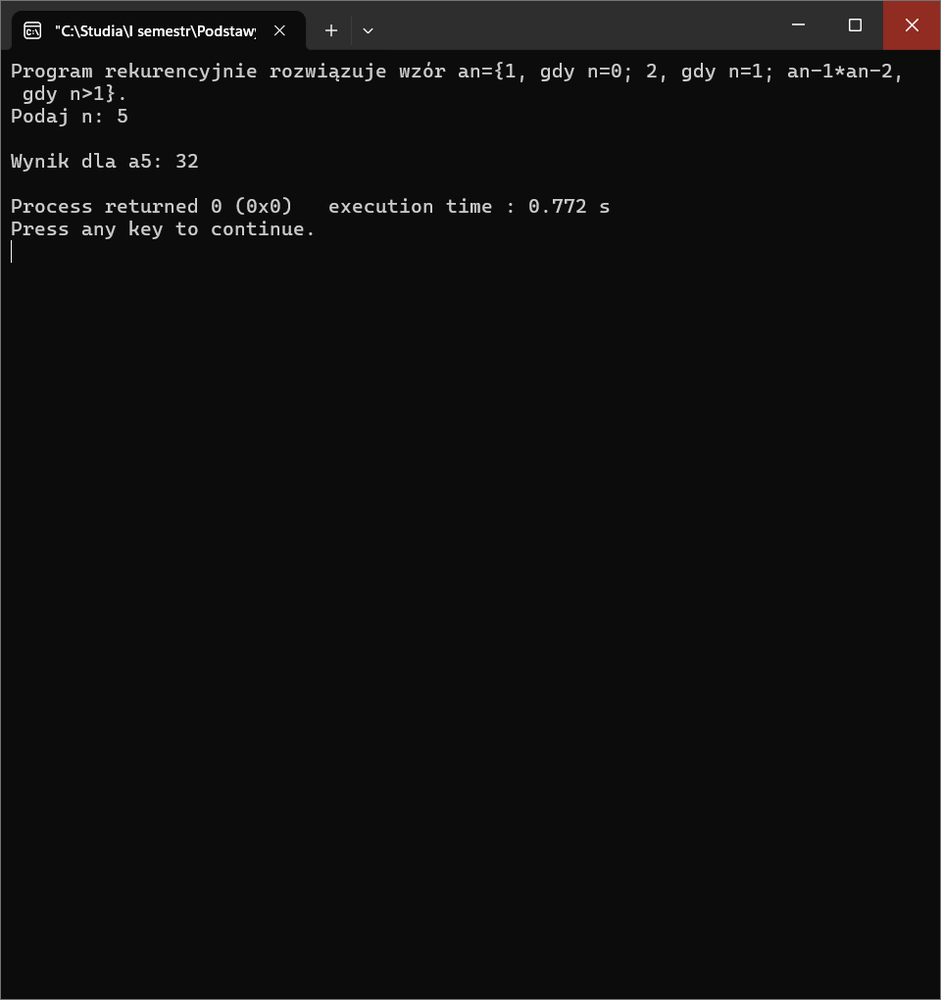 "C:\Studia\I semestr\Podstawy
Program rekurencyjnie rozwiązuje wzór an={1, gdy n=0; 2, gdy n=1; an-1*an-2,
gdy n>1}.
Podaj n: 5
Wynik dla a5: 32
Process returned 0 (0x0)   execution time : 0.772 s
Press any key to continue.